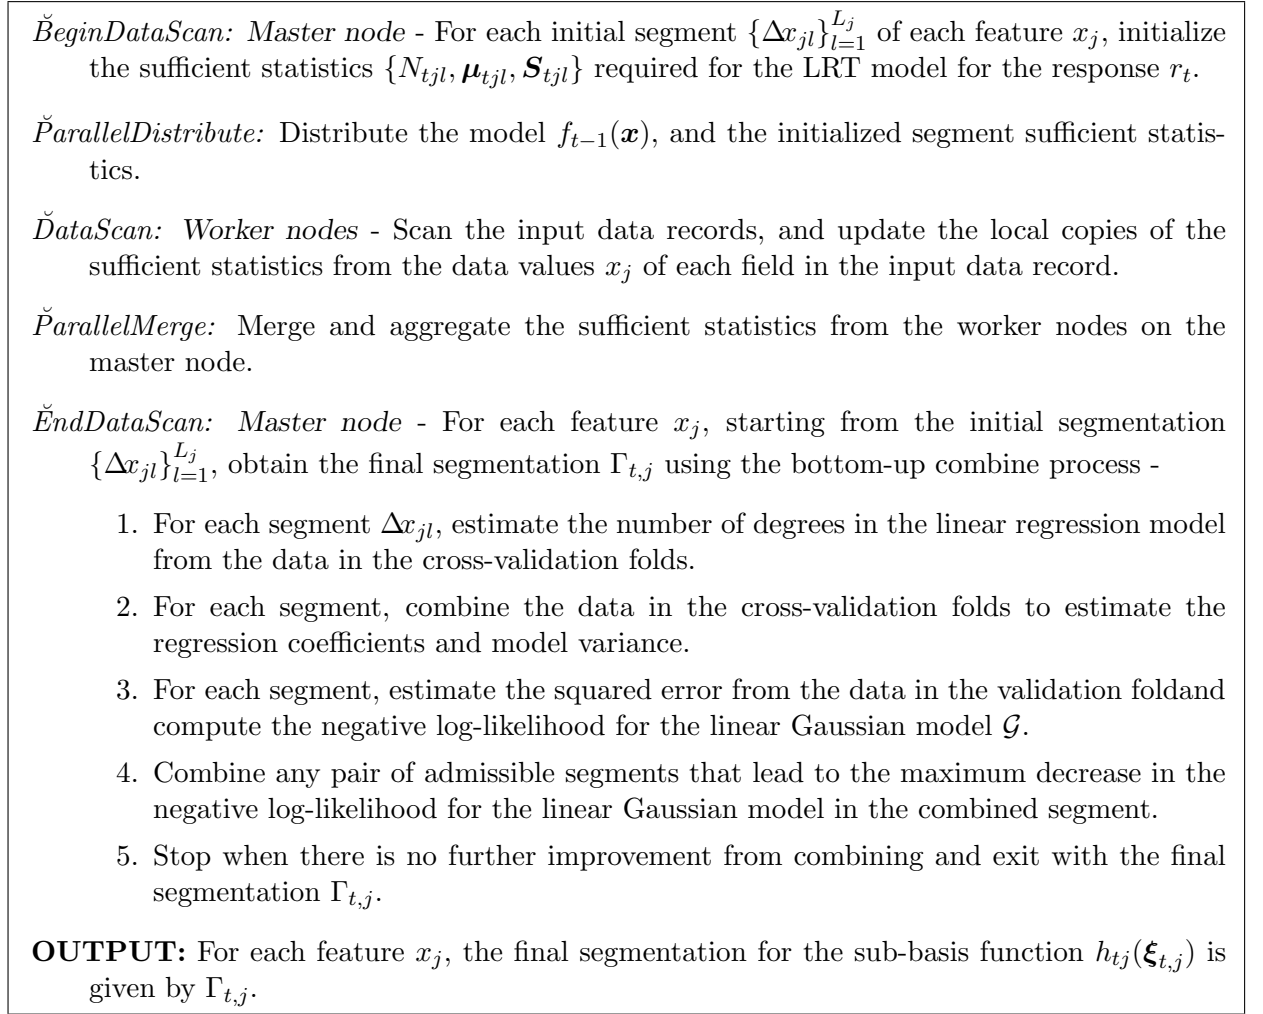 B̆eginDataScan: Master node - For each initial segment {Δx_{jl}}_{l=1}^{L_j} of each feature x_j, initialize
the sufficient statistics {N_{tjl}, μ_{tjl}, S_{tjl}} required for the LRT model for the response r_t.
P̆arallelDistribute: Distribute the model f_{t−1}(x), and the initialized segment sufficient statis-
tics.
D̆ataScan: Worker nodes - Scan the input data records, and update the local copies of the
sufficient statistics from the data values x_j of each field in the input data record.
P̆arallelMerge: Merge and aggregate the sufficient statistics from the worker nodes on the
master node.
ĔndDataScan: Master node - For each feature x_j, starting from the initial segmentation
{Δx_{jl}}_{l=1}^{L_j}, obtain the final segmentation Γ_{t,j} using the bottom-up combine process -
1. For each segment Δx_{jl}, estimate the number of degrees in the linear regression model
from the data in the cross-validation folds.
2. For each segment, combine the data in the cross-validation folds to estimate the
regression coefficients and model variance.
3. For each segment, estimate the squared error from the data in the validation foldand
compute the negative log-likelihood for the linear Gaussian model 𝒢.
4. Combine any pair of admissible segments that lead to the maximum decrease in the
negative log-likelihood for the linear Gaussian model in the combined segment.
5. Stop when there is no further improvement from combining and exit with the final
segmentation Γ_{t,j}.
OUTPUT: For each feature x_j, the final segmentation for the sub-basis function h_{tj}(ξ_{t,j}) is
given by Γ_{t,j}.